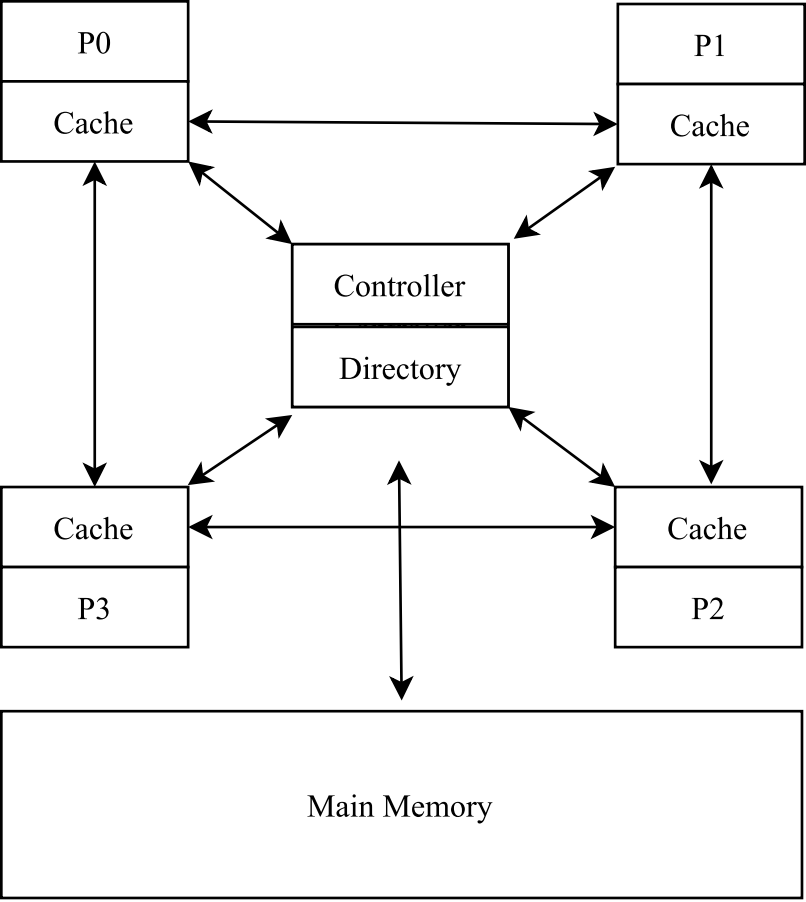 P0
Cache
P1
Cache
Controller
Directory
Cache
P3
Cache
P2
Main Memory